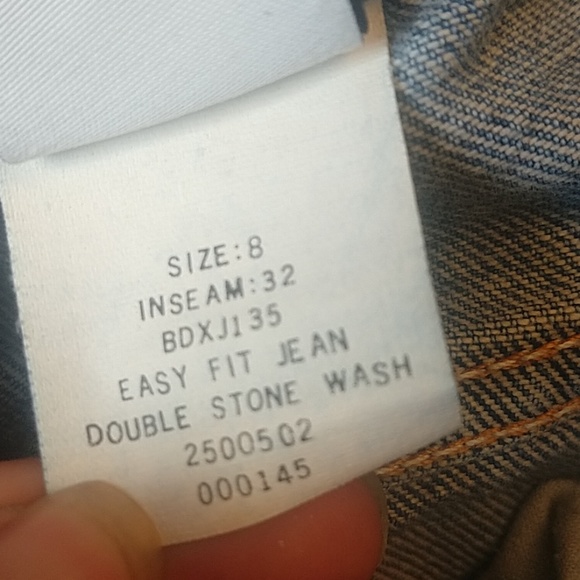 SIZE:8
INSEAM:32
BDXJ135
EASY FIT JEAN
DOUBLE STONE WASH
2500502
000145